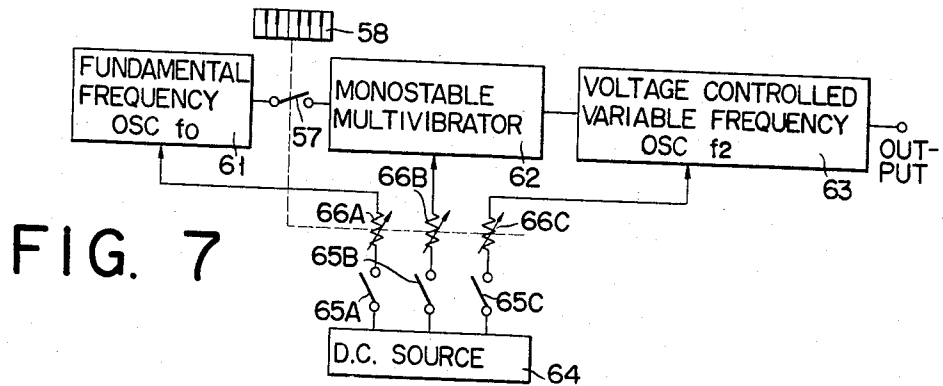 58
FUNDAMENTAL
FREQUENCY
OSC f0
61
57
MONOSTABLE
MULTIVIBRATOR
62
VOLTAGE CONTROLLED
VARIABLE FREQUENCY
OSC f2
63
OUT-
PUT
66A
66B
66C
FIG. 7
65A
65B
65C
D.C. SOURCE
64